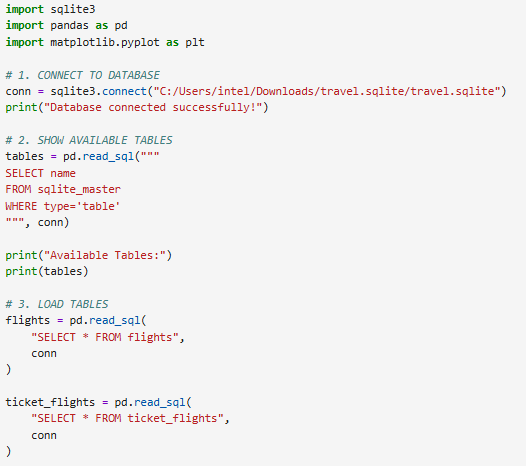 import sqlite3
import pandas as pd
import matplotlib.pyplot as plt

# 1. CONNECT TO DATABASE
conn = sqlite3.connect("C:/Users/intel/Downloads/travel.sqlite/travel.sqlite")
print("Database connected successfully!")

# 2. SHOW AVAILABLE TABLES
tables = pd.read_sql("""
SELECT name
FROM sqlite_master
WHERE type='table'
""", conn)

print("Available Tables:")
print(tables)

# 3. LOAD TABLES
flights = pd.read_sql(
    "SELECT * FROM flights",
    conn
)

ticket_flights = pd.read_sql(
    "SELECT * FROM ticket_flights",
    conn
)